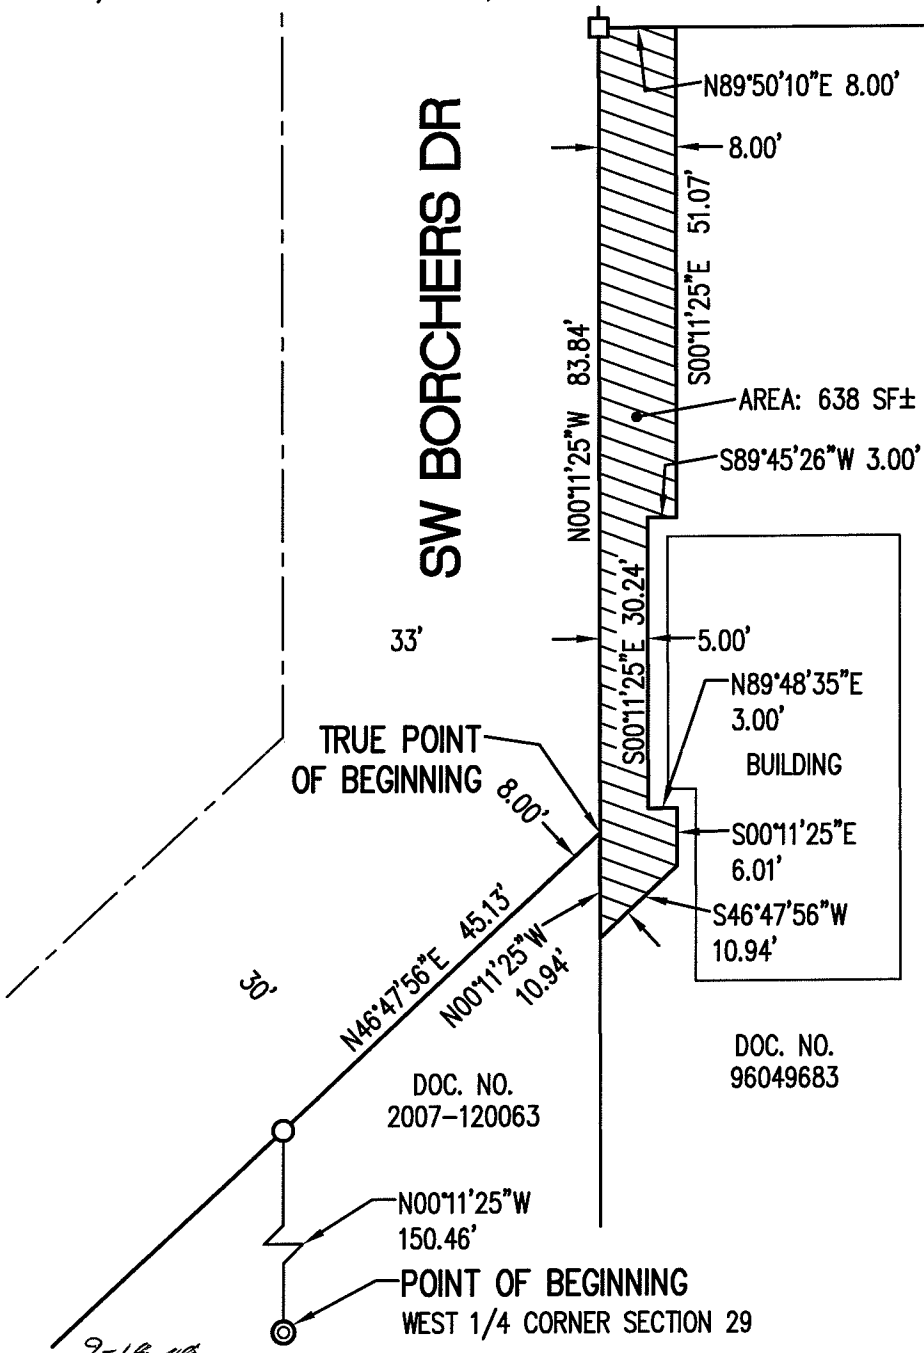 N89°50'10"E 8.00'
8.00'
SW BORCHERS DR
S00°11'25"E 51.07'
N00°11'25"W 83.84'
AREA: 638 SF±
S89°45'26"W 3.00'
S00°11'25"E 30.24'
33'
5.00'
N89°48'35"E
3.00'
BUILDING
TRUE POINT
OF BEGINNING
8.00'
S00°11'25"E
6.01'
S46°47'56"W
10.94'
N46°47'56"E 45.13'
N00°11'25"W
10.94'
30'
DOC. NO.
96049683
DOC. NO.
2007-120063
N00°11'25"W
150.46'
POINT OF BEGINNING
WEST 1/4 CORNER SECTION 29